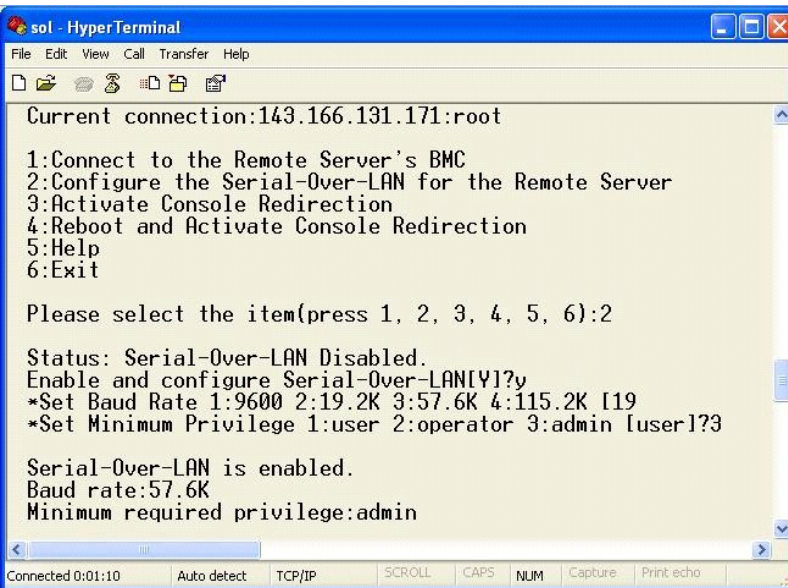 sol - HyperTerminal
File Edit View Call Transfer Help
Current connection:143.166.131.171:root
1:Connect to the Remote Server's BMC
2:Configure the Serial-Over-LAN for the Remote Server
3:Activate Console Redirection
4:Reboot and Activate Console Redirection
5:Help
6:Exit
Please select the item(press 1, 2, 3, 4, 5, 6):2
Status: Serial-Over-LAN Disabled.
Enable and configure Serial-Over-LAN[Y]?y
*Set Baud Rate 1:9600 2:19.2K 3:57.6K 4:115.2K [19
*Set Minimum Privilege 1:user 2:operator 3:admin [user]?3
Serial-Over-LAN is enabled.
Baud rate:57.6K
Minimum required privilege:admin
Connected 0:01:10 Auto detect TCP/IP SCROLL CAPS NUM Capture Print echo